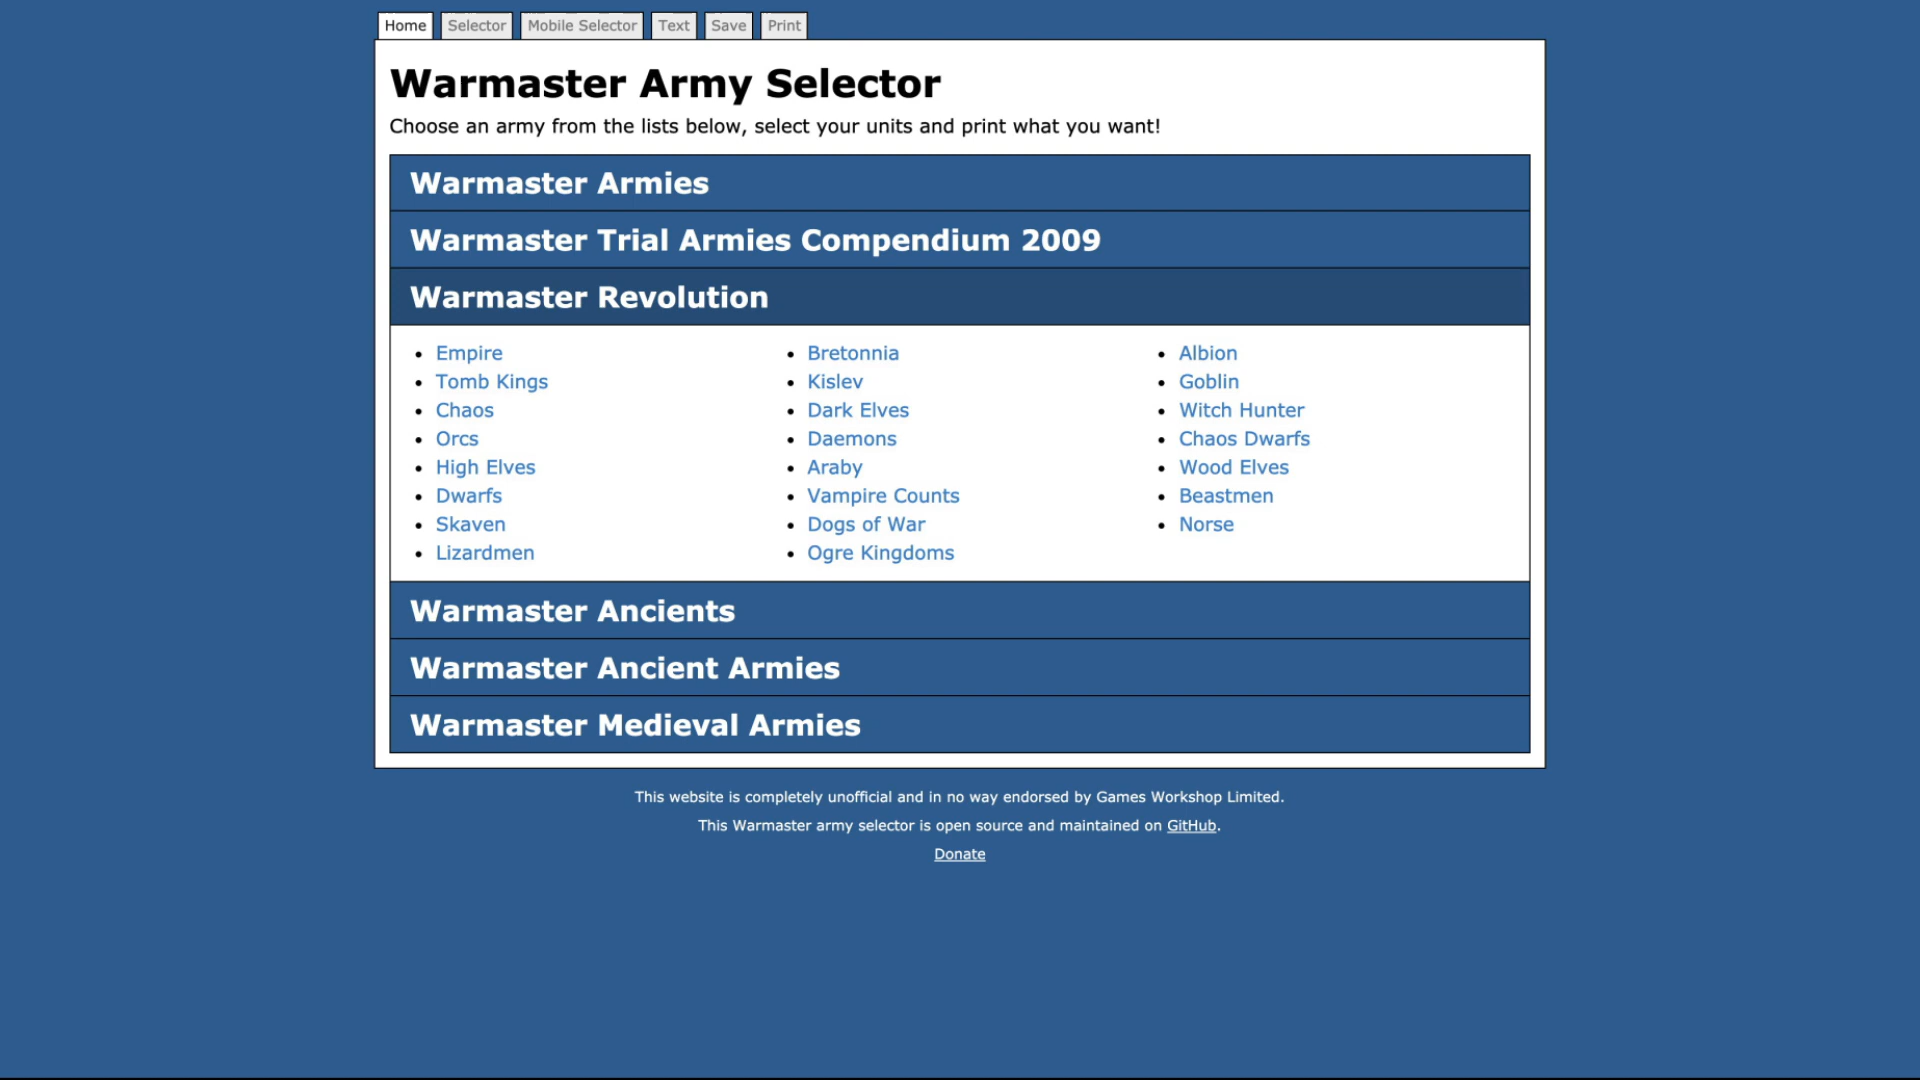 Home Selector Mobile Selector Text Save Print
Warmaster Army Selector
Choose an army from the lists below, select your units and print what you want!
Warmaster Armies
Warmaster Trial Armies Compendium 2009
Warmaster Revolution
Empire
Tomb Kings
Chaos
Orcs
High Elves
Dwarfs
Skaven
Lizardmen
Bretonnia
Kislev
Dark Elves
Daemons
Araby
Vampire Counts
Dogs of War
Ogre Kingdoms
Albion
Goblin
Witch Hunter
Chaos Dwarfs
Wood Elves
Beastmen
Norse
Warmaster Ancients
Warmaster Ancient Armies
Warmaster Medieval Armies
This website is completely unofficial and in no way endorsed by Games Workshop Limited.
This Warmaster army selector is open source and maintained on GitHub.
Donate